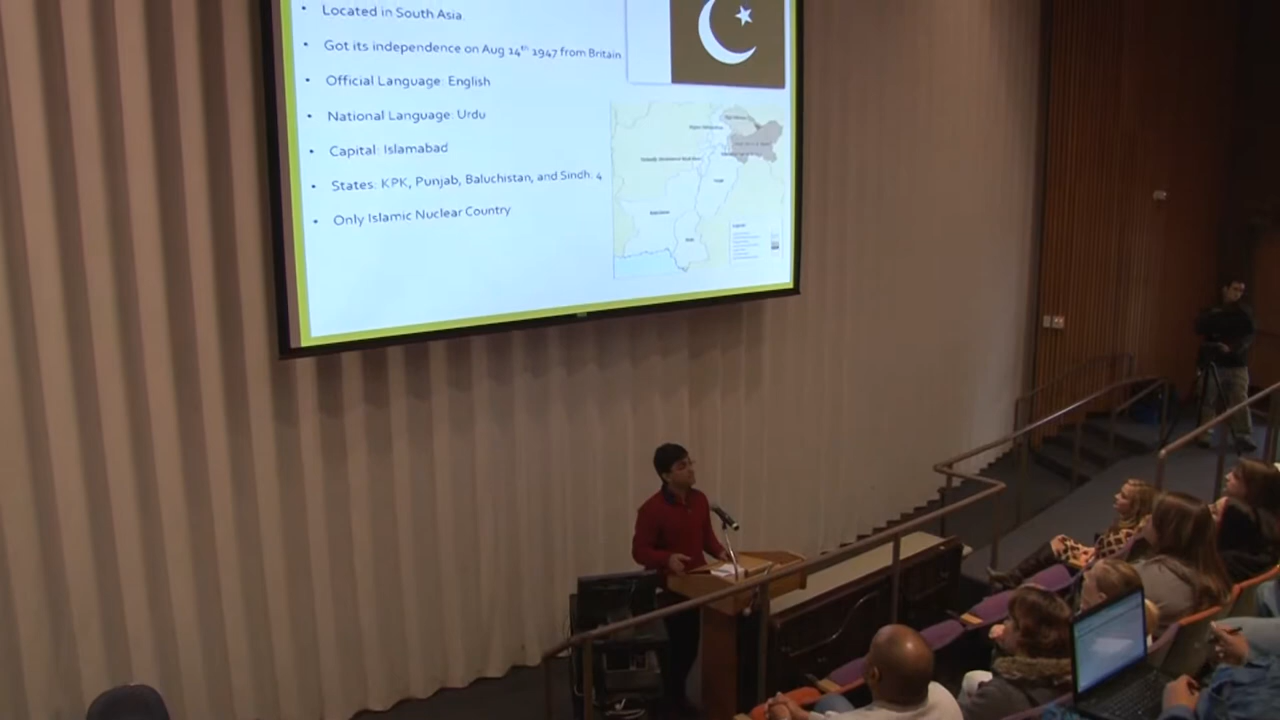 Located in South Asia.
Got its independence on Aug 14th 1947 from Britain
Official Language: English
National Language: Urdu
Capital: Islamabad
States: KPK, Punjab, Baluchistan, and Sindh. 4
Only Islamic Nuclear Country